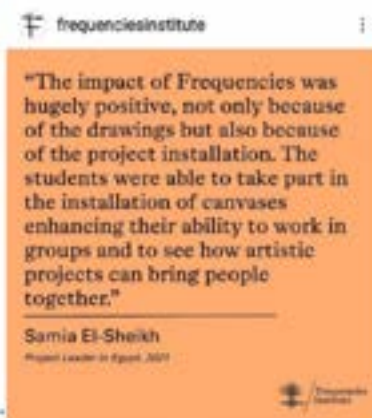 frequenciesinstitute
“The impact of Frequencies was
hugely positive, not only because
of the drawings but also because
of the project installation. The
students were able to take part in
the installation of canvases
enhancing their ability to work in
groups and to see how artistic
projects can bring people
together.”
Samia El-Sheikh
Project Leader in Egypt, 2021
Frequencies
Institute